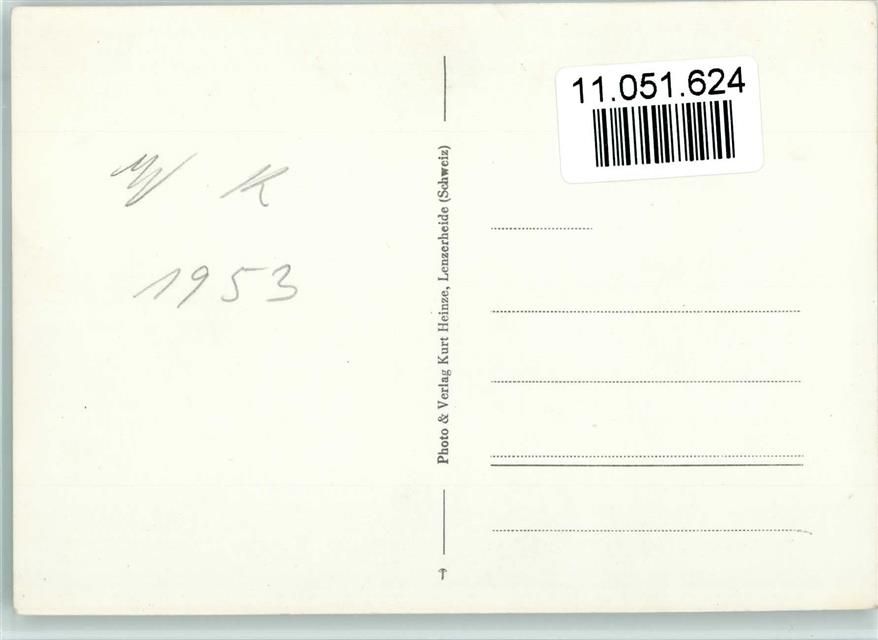 K
1953
Photo & Verlag Kurt Heinze, Lenzerheide (Schweiz)
11.051.624